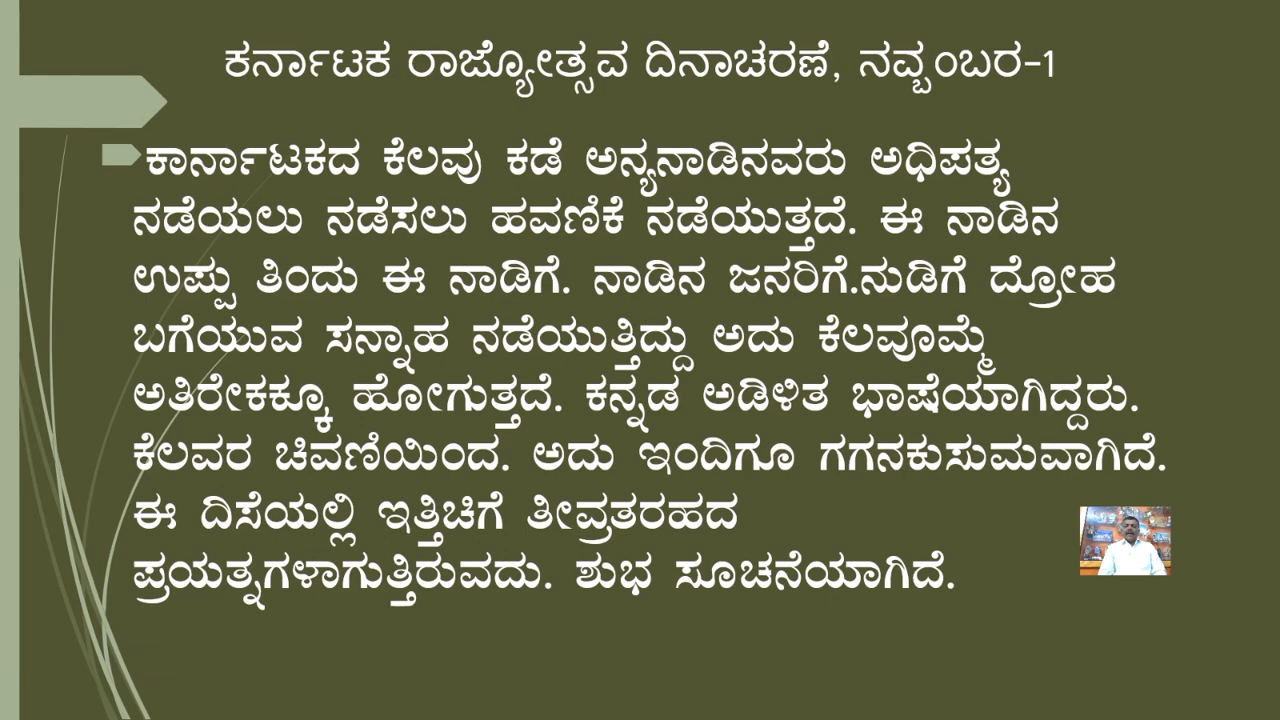 ಕರ್ನಾಟಕ ರಾಜ್ಯೋತ್ಸವ ದಿನಾಚರಣೆ, ನವ್ಹಂಬರ-1
ಕಾರ್ನಾಟಕದ ಕೆಲವು ಕಡೆ ಅನ್ಯನಾಡಿನವರು ಅಧಿಪತ್ಯ
ನಡೆಯಲು ನಡೆಸಲು ಹವಣಿಕೆ ನಡೆಯುತ್ತದೆ. ಈ ನಾಡಿನ
ಉಪ್ಪು ತಿಂದು ಈ ನಾಡಿಗೆ. ನಾಡಿನ ಜನರಿಗೆ.ನುಡಿಗೆ ದ್ರೋಹ
ಬಗೆಯುವ ಸನ್ನಾಹ ನಡೆಯುತ್ತಿದ್ದು ಅದು ಕೆಲವೂಮ್ಮೆ
ಅತಿರೇಕಕ್ಕೂ ಹೋಗುತ್ತದೆ. ಕನ್ನಡ ಅಡಿಳಿತ ಭಾಷೆಯಾಗಿದ್ದರು.
ಕೆಲವರ ಚಿವಣಿಯಿಂದ. ಅದು ಇಂದಿಗೂ ಗಗನಕುಸುಮವಾಗಿದೆ.
ಈ ದಿಸೆಯಲ್ಲಿ ಇತ್ತಿಚಿಗೆ ತೀವ್ರತರಹದ
ಪ್ರಯತ್ನಗಳಾಗುತ್ತಿರುವದು. ಶುಭ ಸೂಚನೆಯಾಗಿದೆ.